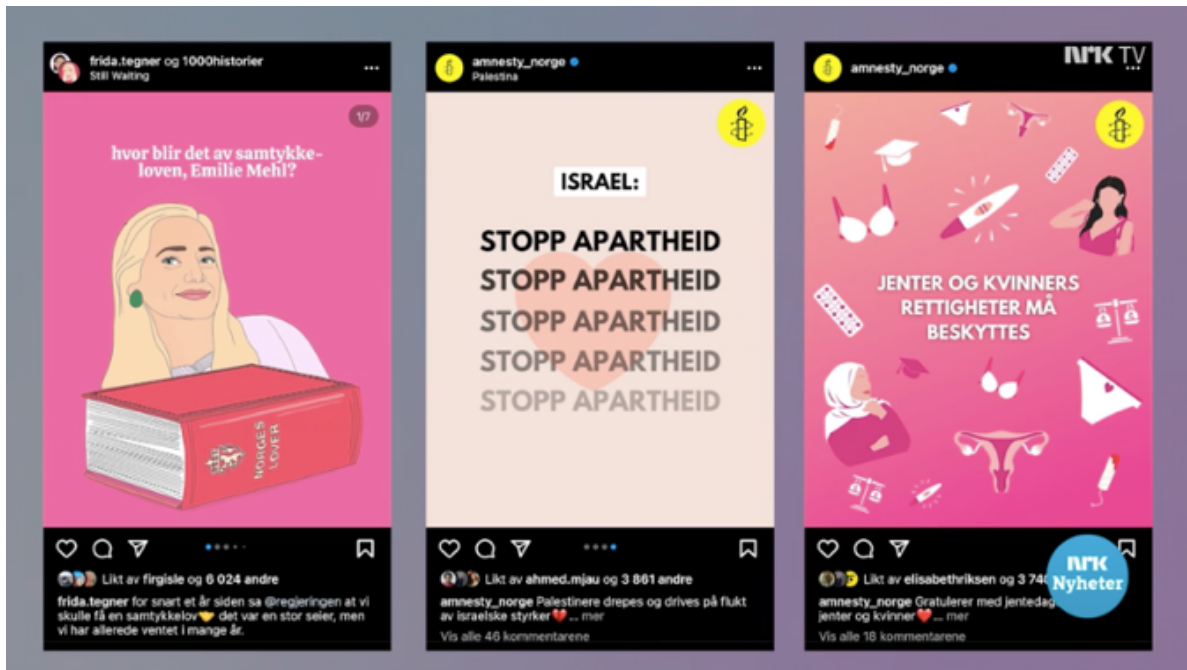 frida.tegner og 1000historier
Still Waiting
1/7
hvor blir det av samtykke-
loven, Emilie Mehl?
NORGES
LOVER
Likt av firgisle og 6 024 andre
frida.tegner for snart et år siden sa @regjeringen at vi
skulle få en samtykkelov🤝 det var en stor seier, men
vi har allerede ventet i mange år.
amnesty_norge
Palestina
ISRAEL:
STOPP APARTHEID
STOPP APARTHEID
STOPP APARTHEID
STOPP APARTHEID
STOPP APARTHEID
Likt av ahmed.mjau og 3 861 andre
amnesty_norge Palestinere drepes og drives på flukt
av israelske styrker❤️... mer
Vis alle 46 kommentarene
NRK TV
amnesty_norge
JENTER OG KVINNERS
RETTIGHETER MÅ
BESKYTTES
Likt av elisabethriksen og 3 74
amnesty_norge Gratulerer med jentedag
jenter og kvinner❤️... mer
Vis alle 18 kommentarene
NRK
Nyheter